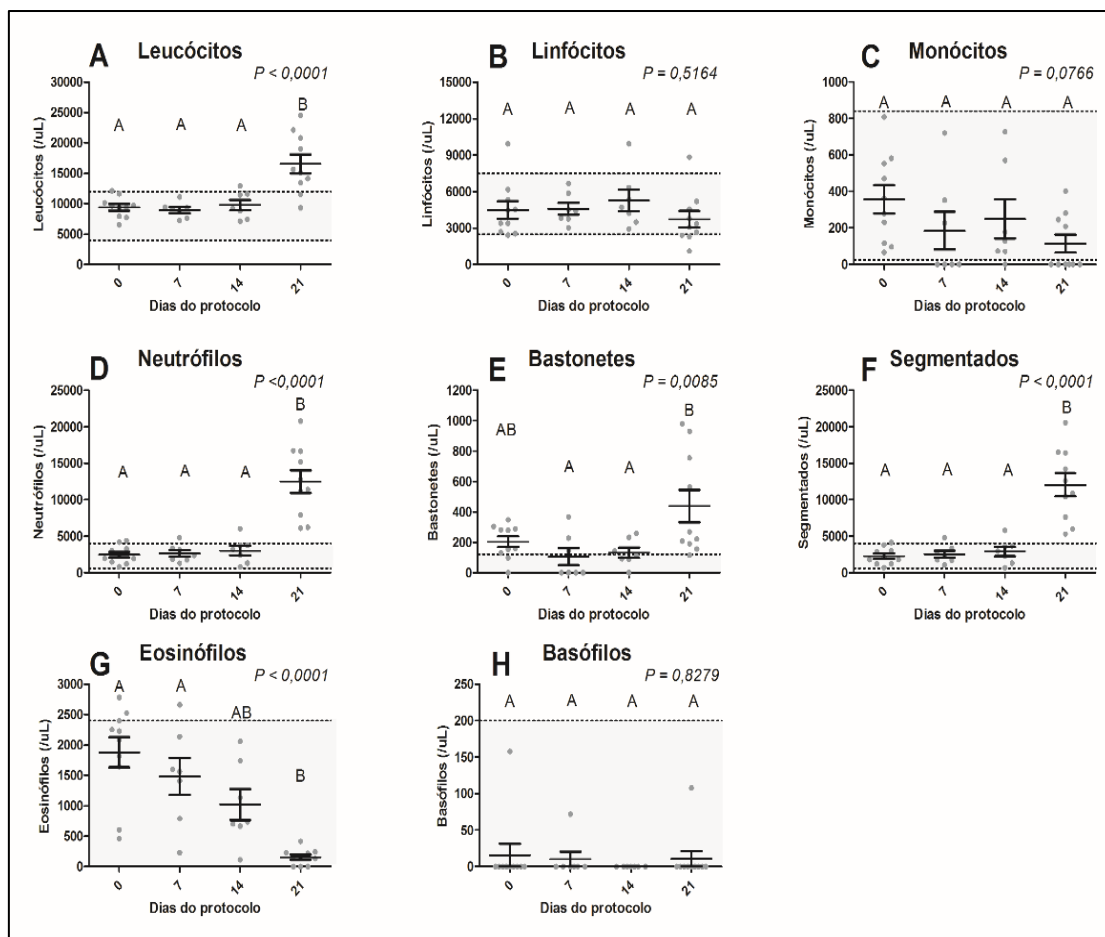 A Leucócitos
P < 0,0001
30000
25000
20000
15000
10000
5000
0
Leucócitos (/uL)
A A A B
0 7 14 21
Dias do protocolo
B Linfócitos
P = 0,5164
15000
12000
9000
6000
3000
0
Linfócitos (/uL)
A A A A
0 7 14 21
Dias do protocolo
C Monócitos
P = 0,0766
1000
800
600
400
200
0
Monócitos (/uL)
A A A A
0 7 14 21
Dias do protocolo
D Neutrófilos
P <0,0001
25000
20000
15000
10000
5000
0
Neutrófilos (/uL)
A A A B
0 7 14 21
Dias do protocolo
E Bastonetes
P = 0,0085
1200
1000
800
600
400
200
0
Bastonetes (/uL)
AB A A B
0 7 14 21
Dias do protocolo
F Segmentados
P < 0,0001
25000
20000
15000
10000
5000
0
Segmentados (/uL)
A A A B
0 7 14 21
Dias do protocolo
G Eosinófilos
P < 0,0001
3000
2500
2000
1500
1000
500
0
Eosinófilos (/uL)
A A AB B
0 7 14 21
Dias do protocolo
H Basófilos
P = 0,8279
250
200
150
100
50
0
Basófilos (/uL)
A A A A
0 7 14 21
Dias do protocolo